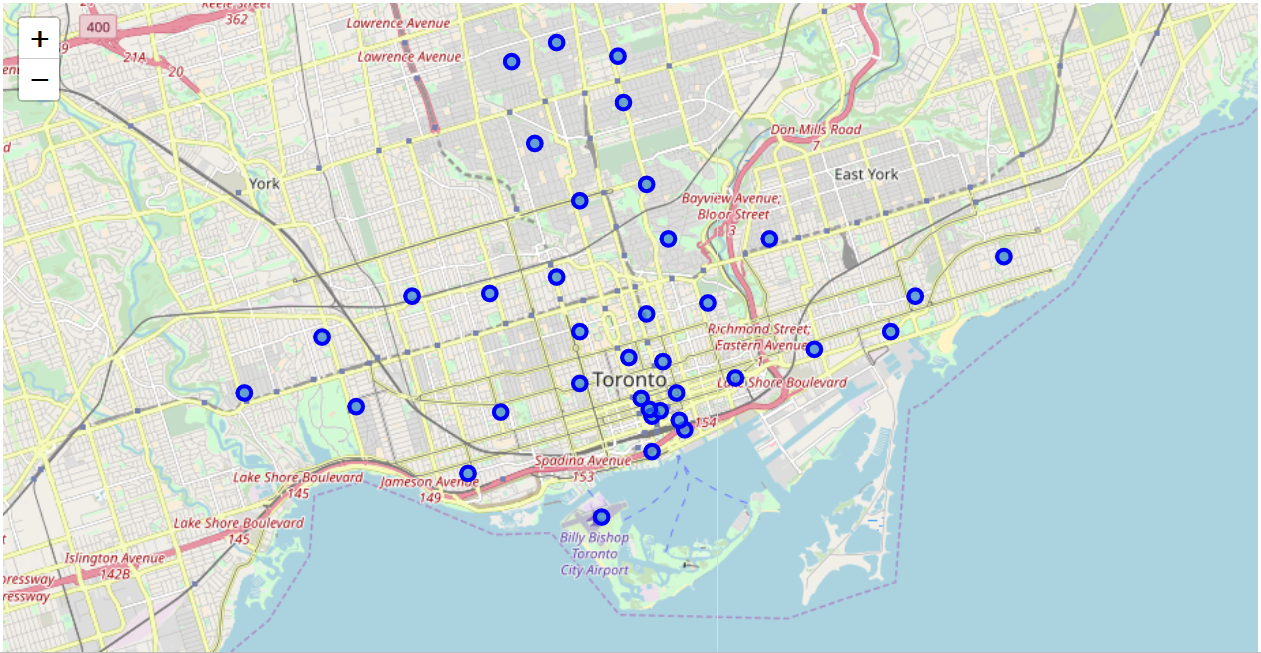 +
−
400
Keele Street
362
21A
20
Lawrence Avenue
Lawrence Avenue
Don Mills Road
7
East York
York
Bayview Avenue;
Bloor Street
3
Richmond Street;
Eastern Avenue
1
Toronto
Lake Shore Boulevard
154
Spadina Avenue
153
Lake Shore Boulevard
145
Jameson Avenue
149
Lake Shore Boulevard
145
Islington Avenue
142B
Billy Bishop
Toronto
City Airport
pressway
ressway